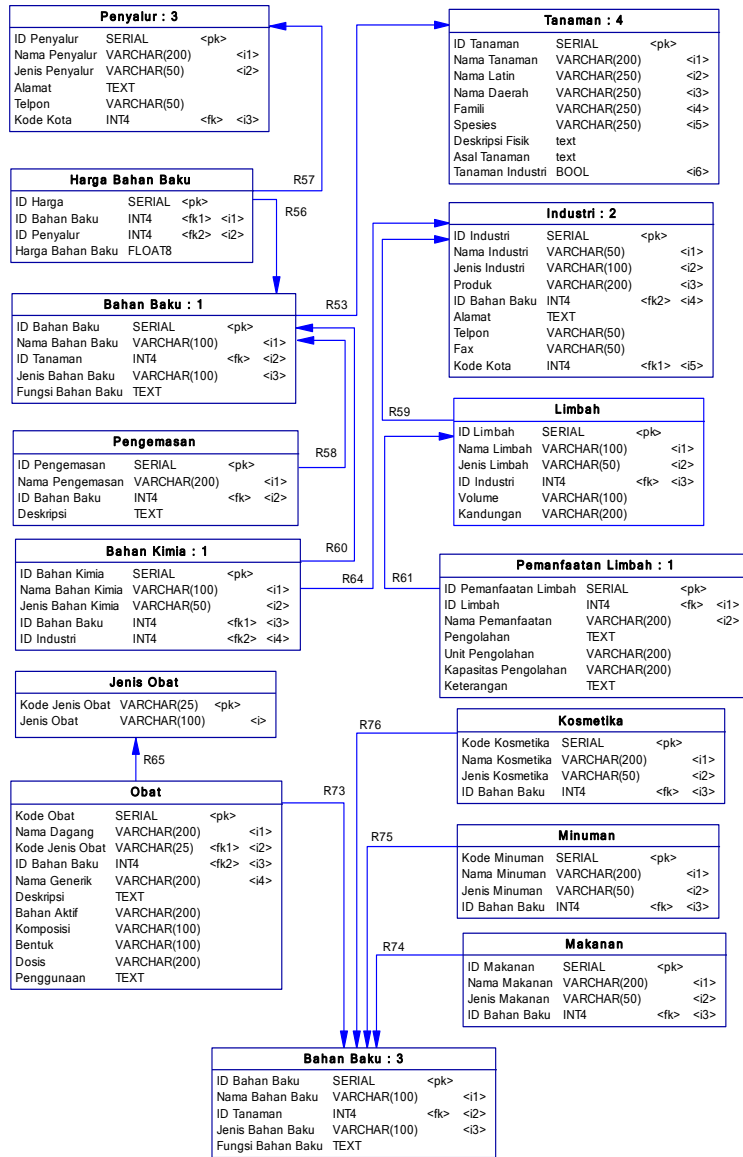 Penyalur : 3
ID Penyalur SERIAL <pk>
Nama Penyalur VARCHAR(200) <i1>
Jenis Penyalur VARCHAR(50) <i2>
Alamat TEXT
Telpon VARCHAR(50)
Kode Kota INT4 <fk> <i3>
R57
Harga Bahan Baku
ID Harga SERIAL <pk>
ID Bahan Baku INT4 <fk1> <i1>
ID Penyalur INT4 <fk2> <i2>
Harga Bahan Baku FLOAT8
R56
Bahan Baku : 1
ID Bahan Baku SERIAL <pk>
Nama Bahan Baku VARCHAR(100) <i1>
ID Tanaman INT4 <fk> <i2>
Jenis Bahan Baku VARCHAR(100) <i3>
Fungsi Bahan Baku TEXT
R53
Pengemasan
ID Pengemasan SERIAL <pk>
Nama Pengemasan VARCHAR(200) <i1>
ID Bahan Baku INT4 <fk> <i2>
Deskripsi TEXT
R58
Bahan Kimia : 1
ID Bahan Kimia SERIAL <pk>
Nama Bahan Kimia VARCHAR(100) <i1>
Jenis Bahan Kimia VARCHAR(50) <i2>
ID Bahan Baku INT4 <fk1> <i3>
ID Industri INT4 <fk2> <i4>
R60
R64
Jenis Obat
Kode Jenis Obat VARCHAR(25) <pk>
Jenis Obat VARCHAR(100) <i>
R65
Obat
Kode Obat SERIAL <pk>
Nama Dagang VARCHAR(200) <i1>
Kode Jenis Obat VARCHAR(25) <fk1> <i2>
ID Bahan Baku INT4 <fk2> <i3>
Nama Generik VARCHAR(200) <i4>
Deskripsi TEXT
Bahan Aktif VARCHAR(200)
Komposisi VARCHAR(100)
Bentuk VARCHAR(100)
Dosis VARCHAR(200)
Penggunaan TEXT
R73
Tanaman : 4
ID Tanaman SERIAL <pk>
Nama Tanaman VARCHAR(200) <i1>
Nama Latin VARCHAR(250) <i2>
Nama Daerah VARCHAR(250) <i3>
Famili VARCHAR(250) <i4>
Spesies VARCHAR(250) <i5>
Deskripsi Fisik text
Asal Tanaman text
Tanaman Industri BOOL <i6>
Industri : 2
ID Industri SERIAL <pk>
Nama Industri VARCHAR(50) <i1>
Jenis Industri VARCHAR(100) <i2>
Produk VARCHAR(200) <i3>
ID Bahan Baku INT4 <fk2> <i4>
Alamat TEXT
Telpon VARCHAR(50)
Fax VARCHAR(50)
Kode Kota INT4 <fk1> <i5>
R59
Limbah
ID Limbah SERIAL <pk>
Nama Limbah VARCHAR(100) <i1>
Jenis Limbah VARCHAR(50) <i2>
ID Industri INT4 <fk> <i3>
Volume VARCHAR(100)
Kandungan VARCHAR(200)
R61
Pemanfaatan Limbah : 1
ID Pemanfaatan Limbah SERIAL <pk>
ID Limbah INT4 <fk> <i1>
Nama Pemanfaatan VARCHAR(200) <i2>
Pengolahan TEXT
Unit Pengolahan VARCHAR(200)
Kapasitas Pengolahan VARCHAR(200)
Keterangan TEXT
R76
Kosmetika
Kode Kosmetika SERIAL <pk>
Nama Kosmetika VARCHAR(200) <i1>
Jenis Kosmetika VARCHAR(50) <i2>
ID Bahan Baku INT4 <fk> <i3>
R75
Minuman
Kode Minuman SERIAL <pk>
Nama Minuman VARCHAR(200) <i1>
Jenis Minuman VARCHAR(50) <i2>
ID Bahan Baku INT4 <fk> <i3>
R74
Makanan
ID Makanan SERIAL <pk>
Nama Makanan VARCHAR(200) <i1>
Jenis Makanan VARCHAR(50) <i2>
ID Bahan Baku INT4 <fk> <i3>
Bahan Baku : 3
ID Bahan Baku SERIAL <pk>
Nama Bahan Baku VARCHAR(100) <i1>
ID Tanaman INT4 <fk> <i2>
Jenis Bahan Baku VARCHAR(100) <i3>
Fungsi Bahan Baku TEXT